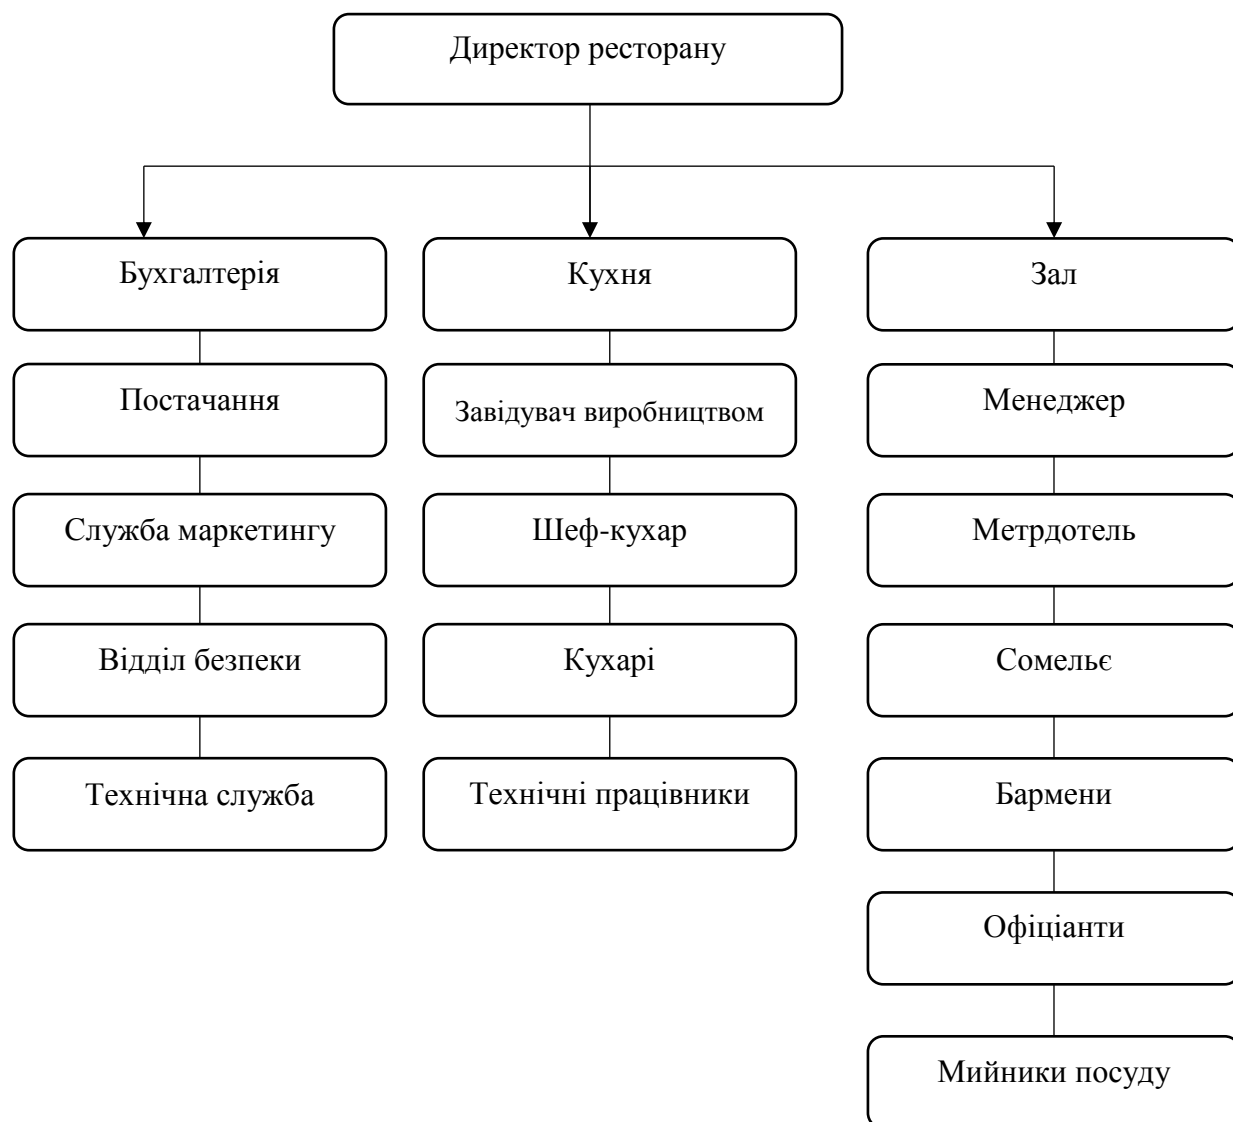 Директор ресторану
Бухгалтерія
Кухня
Зал
Постачання
Завідувач виробництвом
Менеджер
Служба маркетингу
Шеф-кухар
Метрдотель
Відділ безпеки
Кухарі
Сомельє
Технічна служба
Технічні працівники
Бармени
Офіціанти
Мийники посуду